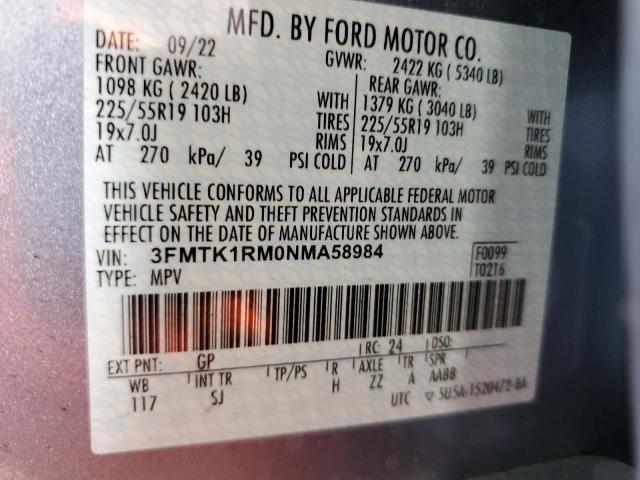 MFD. BY FORD MOTOR CO.
DATE: 09/22
GVWR: 2422 KG ( 5340 LB)
FRONT GAWR:
1098 KG ( 2420 LB)
WITH
225/55R19 103H
TIRES
19x7.0J
RIMS
AT 270 kPa/ 39 PSI COLD
REAR GAWR:
1379 KG ( 3040 LB)
WITH
225/55R19 103H
TIRES
19x7.0J
RIMS
AT 270 kPa/ 39 PSI COLD
THIS VEHICLE CONFORMS TO ALL APPLICABLE FEDERAL MOTOR
VEHICLE SAFETY AND THEFT PREVENTION STANDARDS IN
EFFECT ON THE DATE OF MANUFACTURE SHOWN ABOVE.
VIN: 3FMTK1RM0NMA58984
F0099
TYPE: MPV
T0216
EXT PNT: GP
RC: 24
DSO:
WB INT TR TP/PS R AXLE TR SPR
117 SJ H ZZ A AABB
UTC 5U5A-1520472-BA